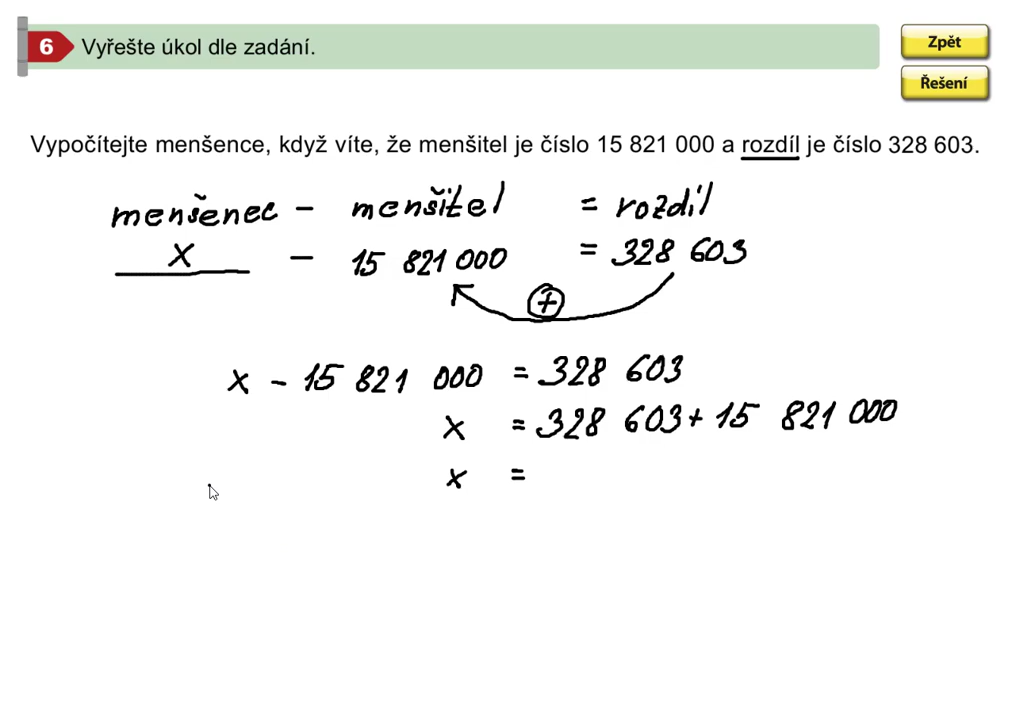 6 Vyřešte úkol dle zadání.
Zpět
Řešení
Vypočítejte menšence, když víte, že menšitel je číslo 15 821 000 a rozdíl je číslo 328 603.
menšenec - menšitel = rozdíl
x - 15 821 000 = 328 603
+
x - 15 821 000 = 328 603
x = 328 603 + 15 821 000
x =